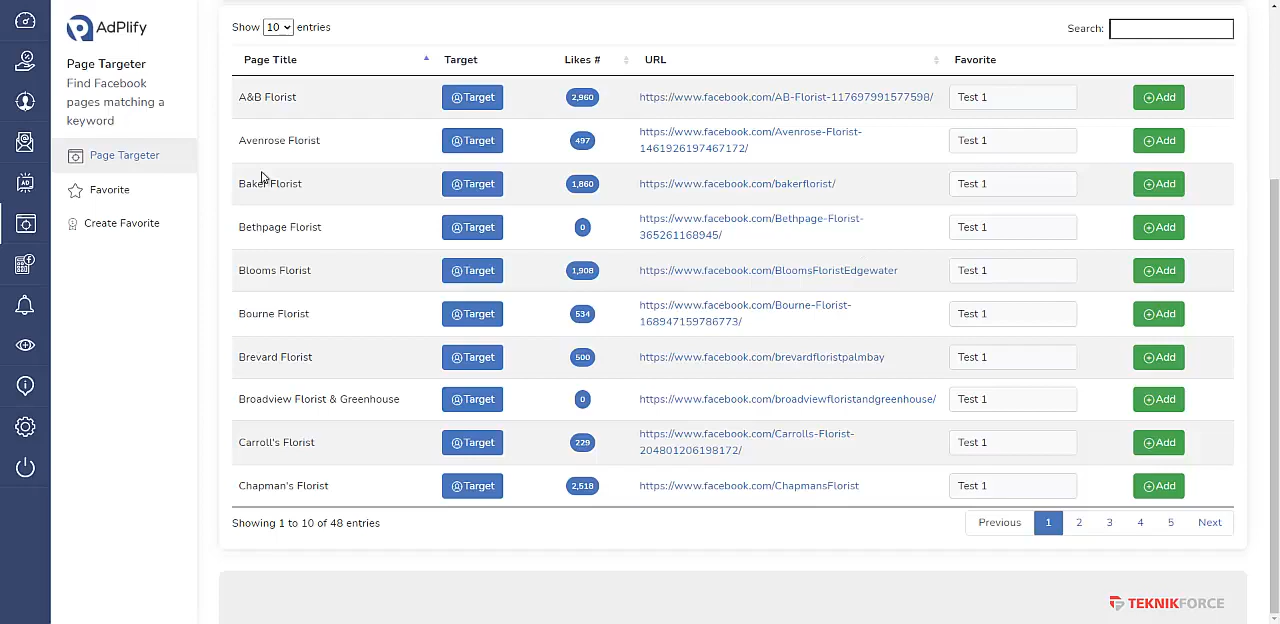 AdPlify
Page Targeter
Find Facebook
pages matching a
keyword
Page Targeter
Favorite
Create Favorite
AD
Show 10 entries
Search:
Page Title Target Likes # URL Favorite
A&B Florist Target 2,960 https://www.facebook.com/AB-Florist-117697991577598/ Test 1 Add
Avenrose Florist Target 497 https://www.facebook.com/Avenrose-Florist-
1461926197467172/ Test 1 Add
Baker Florist Target 1,860 https://www.facebook.com/bakerflorist/ Test 1 Add
Bethpage Florist Target 0 https://www.facebook.com/Bethpage-Florist-
365261168945/ Test 1 Add
Blooms Florist Target 1,908 https://www.facebook.com/BloomsFloristEdgewater Test 1 Add
Bourne Florist Target 534 https://www.facebook.com/Bourne-Florist-
168947159786773/ Test 1 Add
Brevard Florist Target 500 https://www.facebook.com/brevardfloristpalmbay Test 1 Add
Broadview Florist & Greenhouse Target 0 https://www.facebook.com/broadviewfloristandgreenhouse/ Test 1 Add
Carroll's Florist Target 229 https://www.facebook.com/Carrolls-Florist-
204801206198172/ Test 1 Add
Chapman's Florist Target 2,518 https://www.facebook.com/ChapmansFlorist Test 1 Add
Showing 1 to 10 of 48 entries
Previous 1 2 3 4 5 Next
TEKNIKFORCE